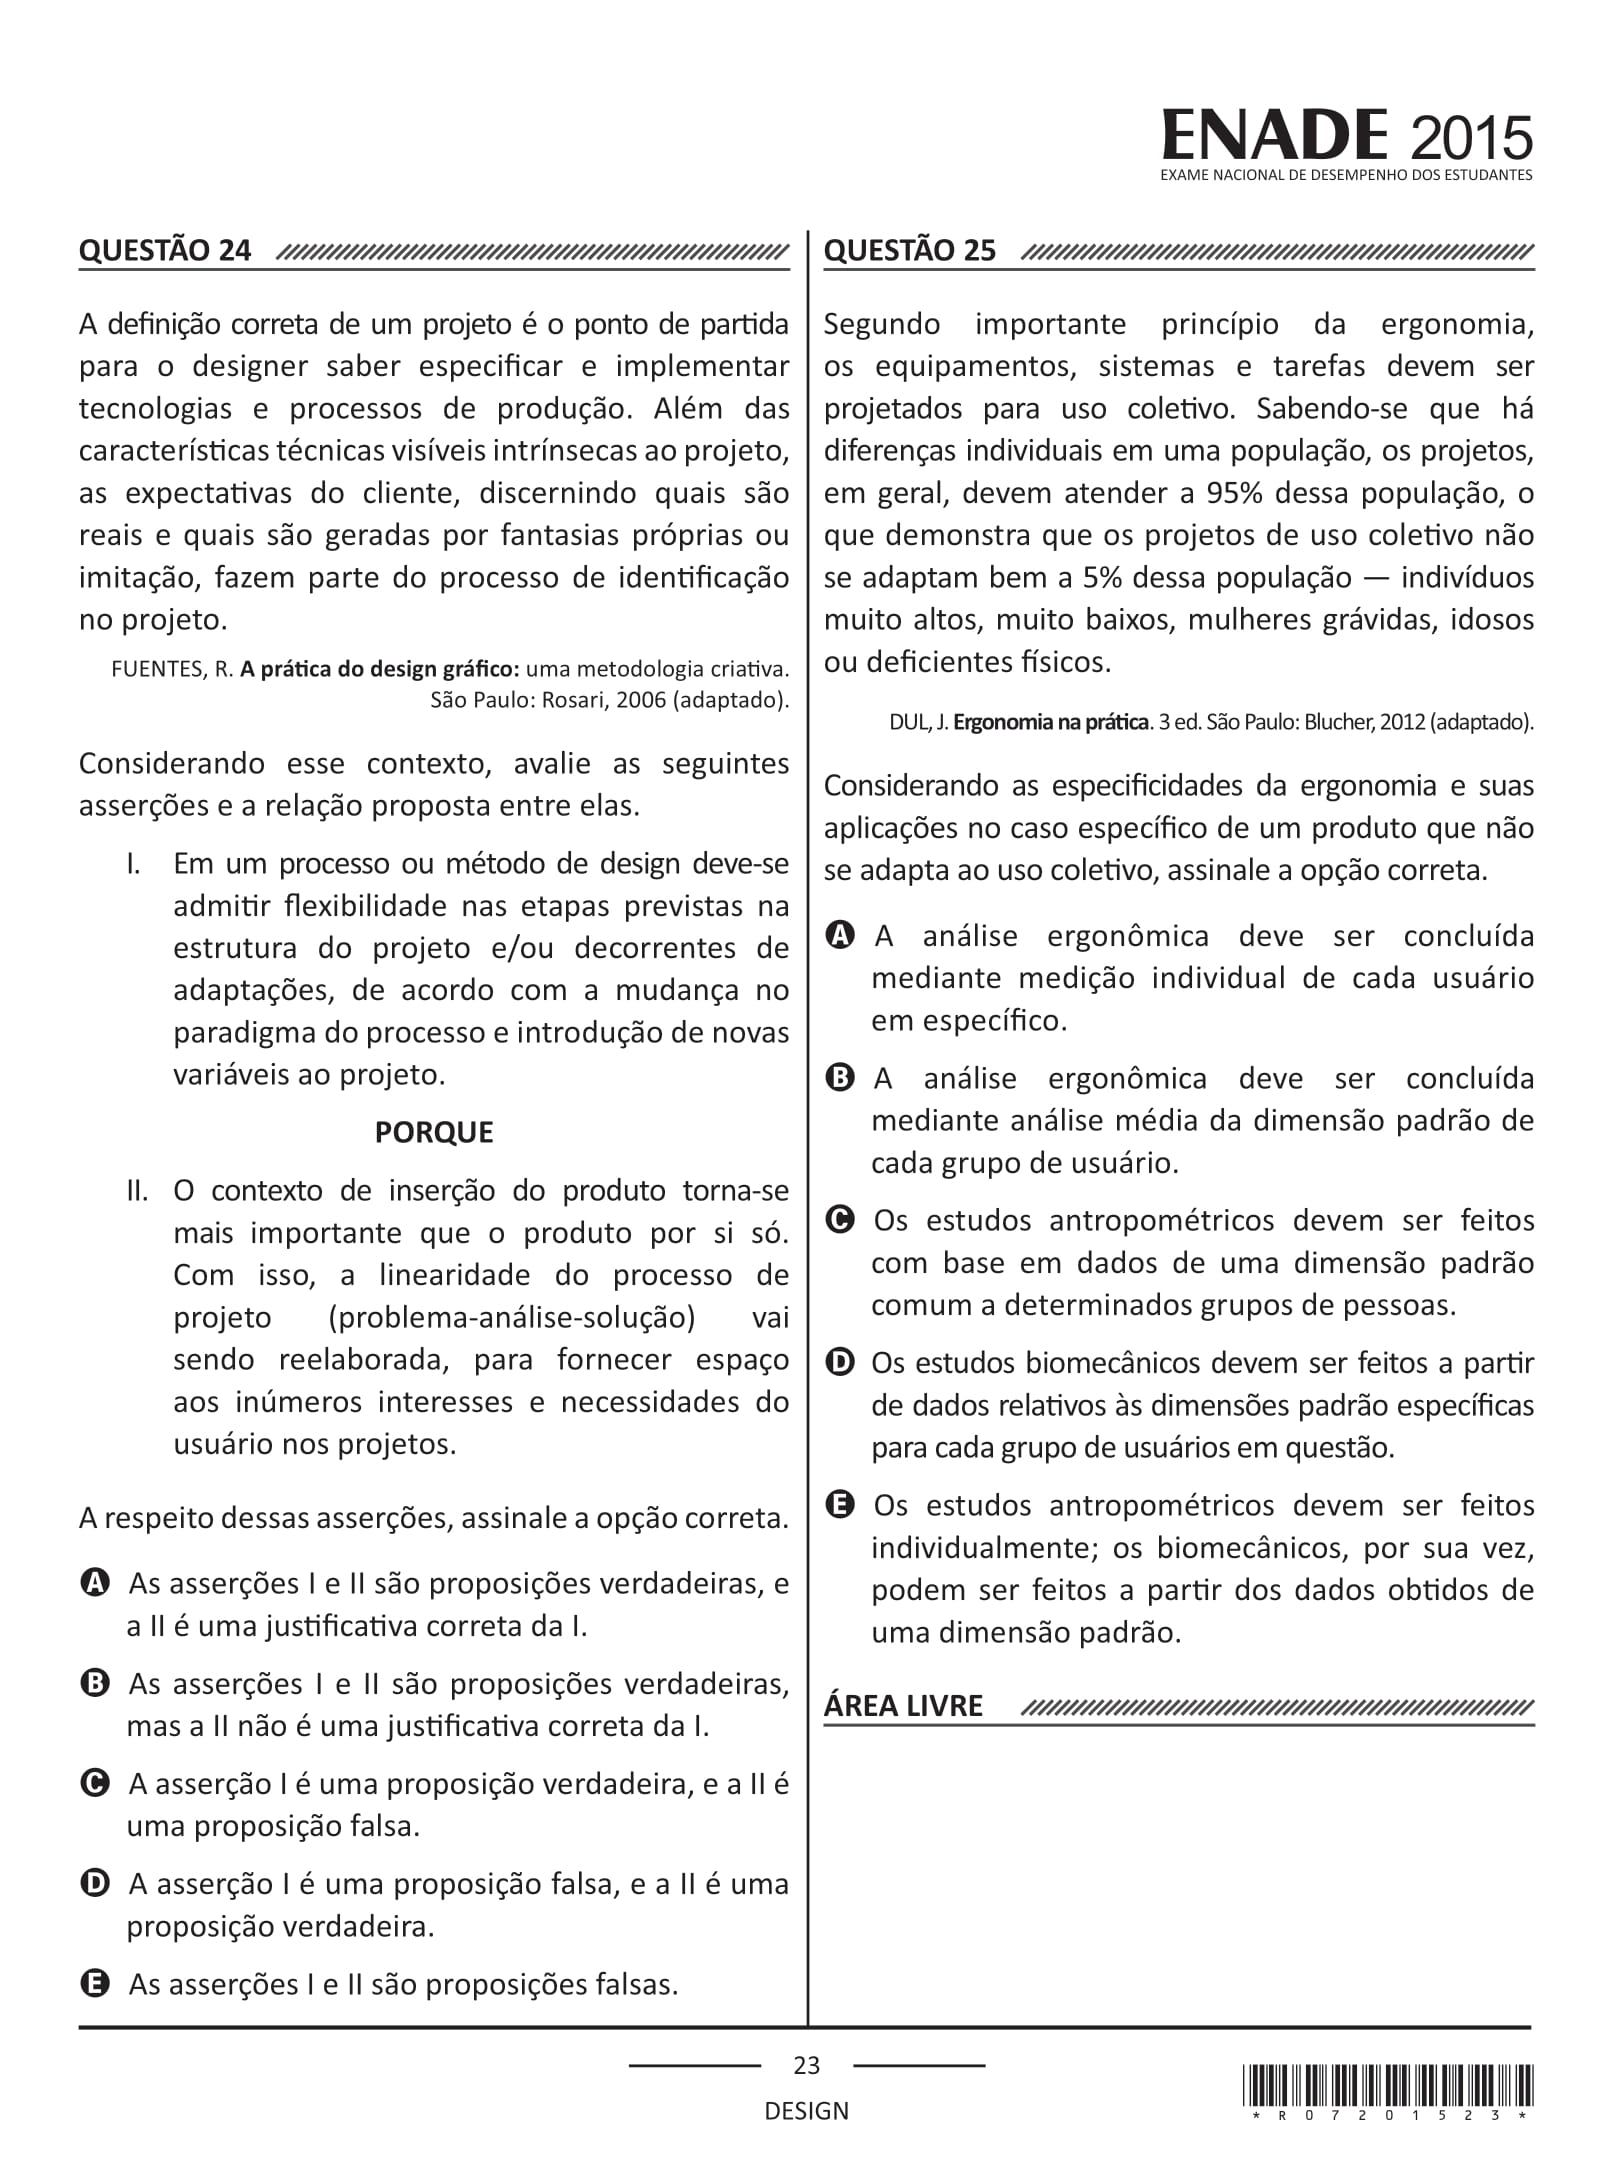 ENADE 2015
EXAME NACIONAL DE DESEMPENHO DOS ESTUDANTES
QUESTÃO 24
A definição correta de um projeto é o ponto de partida
para o designer saber especificar e implementar
tecnologias e processos de produção. Além das
características técnicas visíveis intrínsecas ao projeto,
as expectativas do cliente, discernindo quais são
reais e quais são geradas por fantasias próprias ou
imitação, fazem parte do processo de identificação
no projeto.
FUENTES, R. A prática do design gráfico: uma metodologia criativa.
São Paulo: Rosari, 2006 (adaptado).
Considerando esse contexto, avalie as seguintes
asserções e a relação proposta entre elas.
I. Em um processo ou método de design deve-se
admitir flexibilidade nas etapas previstas na
estrutura do projeto e/ou decorrentes de
adaptações, de acordo com a mudança no
paradigma do processo e introdução de novas
variáveis ao projeto.
PORQUE
II. O contexto de inserção do produto torna-se
mais importante que o produto por si só.
Com isso, a linearidade do processo de
projeto (problema-análise-solução) vai
sendo reelaborada, para fornecer espaço
aos inúmeros interesses e necessidades do
usuário nos projetos.
A respeito dessas asserções, assinale a opção correta.
A As asserções I e II são proposições verdadeiras, e
a II é uma justificativa correta da I.
B As asserções I e II são proposições verdadeiras,
mas a II não é uma justificativa correta da I.
C A asserção I é uma proposição verdadeira, e a II é
uma proposição falsa.
D A asserção I é uma proposição falsa, e a II é uma
proposição verdadeira.
E As asserções I e II são proposições falsas.
QUESTÃO 25
Segundo importante princípio da ergonomia,
os equipamentos, sistemas e tarefas devem ser
projetados para uso coletivo. Sabendo-se que há
diferenças individuais em uma população, os projetos,
em geral, devem atender a 95% dessa população, o
que demonstra que os projetos de uso coletivo não
se adaptam bem a 5% dessa população — indivíduos
muito altos, muito baixos, mulheres grávidas, idosos
ou deficientes físicos.
DUL, J. Ergonomia na prática. 3 ed. São Paulo: Blucher, 2012 (adaptado).
Considerando as especificidades da ergonomia e suas
aplicações no caso específico de um produto que não
se adapta ao uso coletivo, assinale a opção correta.
A A análise ergonômica deve ser concluída
mediante medição individual de cada usuário
em específico.
B A análise ergonômica deve ser concluída
mediante análise média da dimensão padrão de
cada grupo de usuário.
C Os estudos antropométricos devem ser feitos
com base em dados de uma dimensão padrão
comum a determinados grupos de pessoas.
D Os estudos biomecânicos devem ser feitos a partir
de dados relativos às dimensões padrão específicas
para cada grupo de usuários em questão.
E Os estudos antropométricos devem ser feitos
individualmente; os biomecânicos, por sua vez,
podem ser feitos a partir dos dados obtidos de
uma dimensão padrão.
ÁREA LIVRE
23
DESIGN
*R07201523*